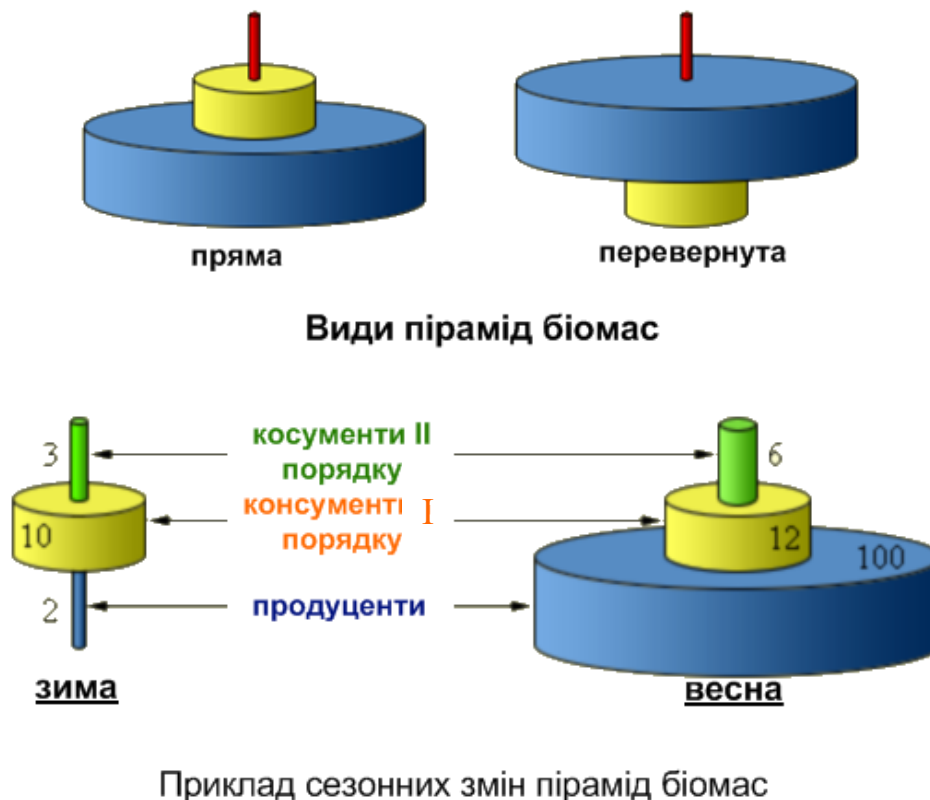 пряма
перевернута
Види пірамід біомас
3
косументи II
порядку
6
10
консумент I
порядку
12
100
2
продуценти
зима
весна
Приклад сезонних змін пірамід біомас